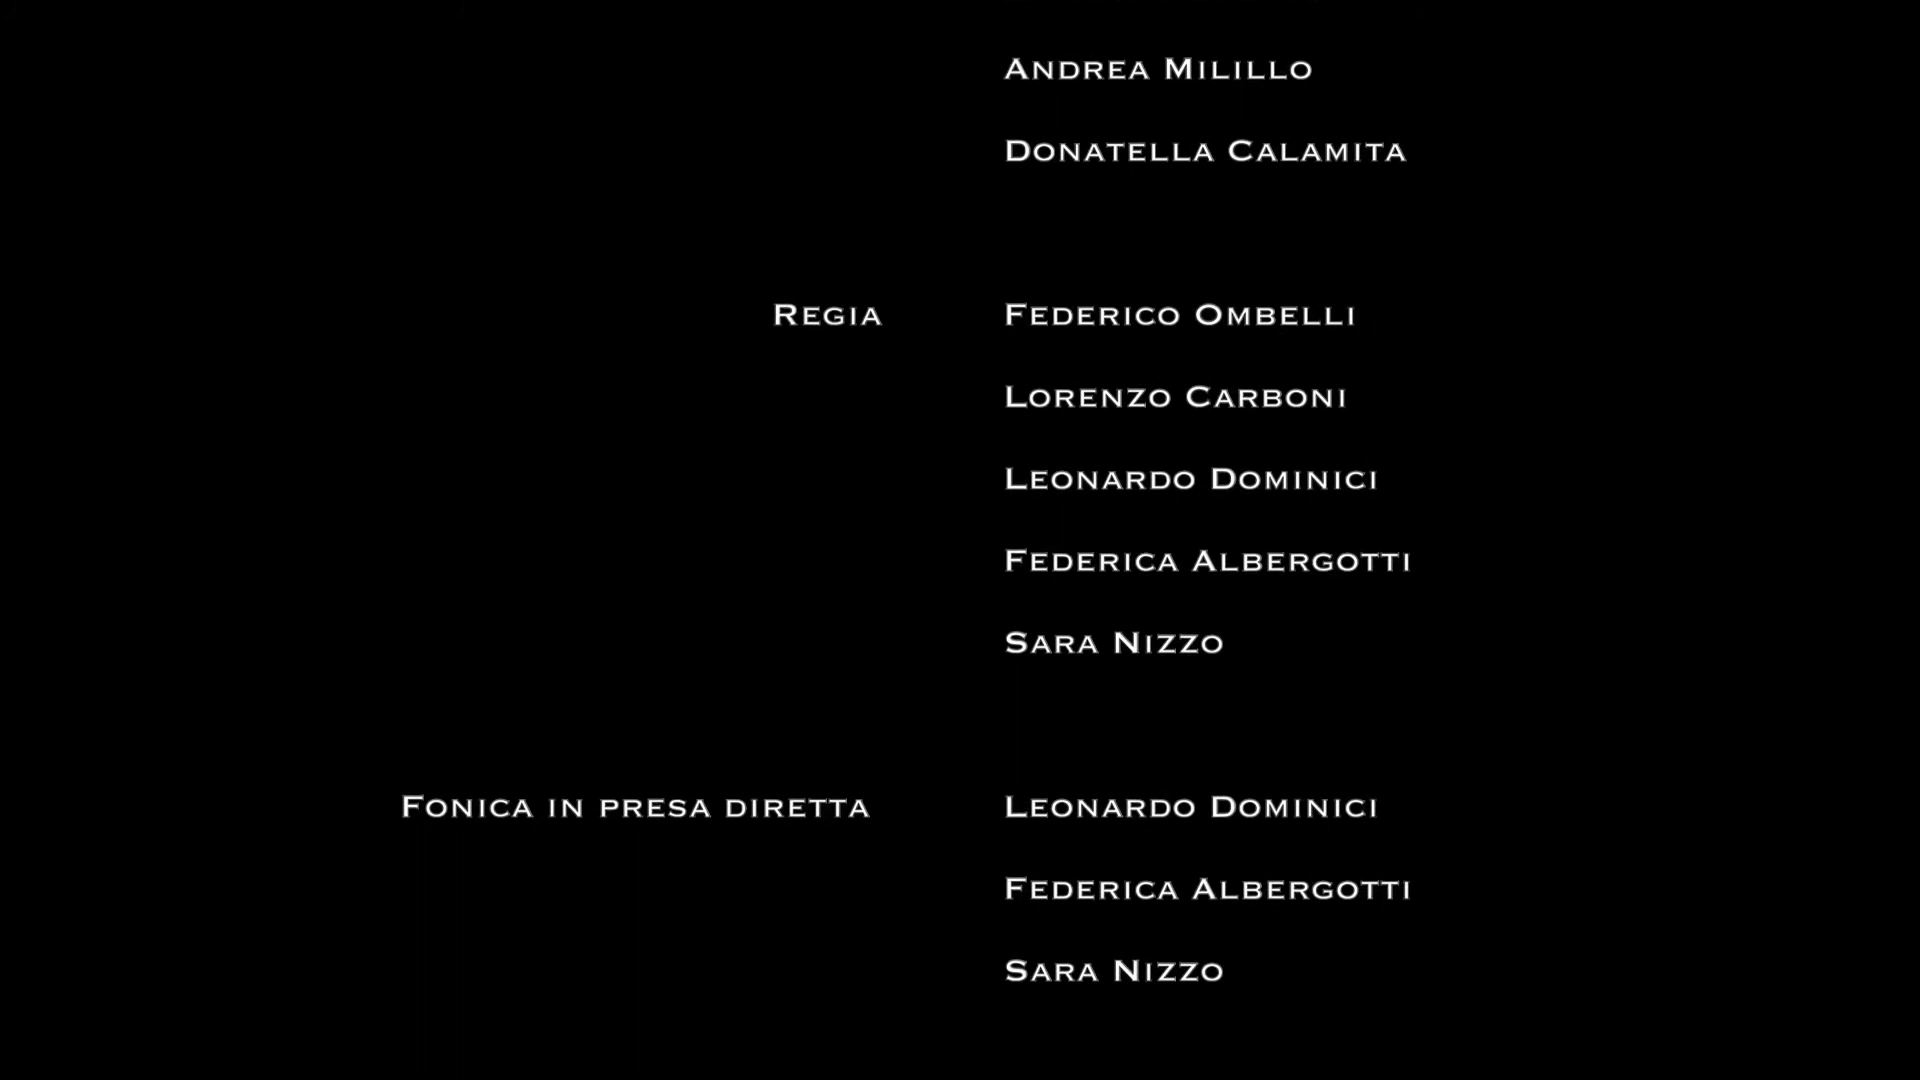 Andrea Milillo
Donatella Calamita
Regia Federico Ombelli
Lorenzo Carboni
Leonardo Dominici
Federica Albergotti
Sara Nizzo
Fonica in presa diretta Leonardo Dominici
Federica Albergotti
Sara Nizzo